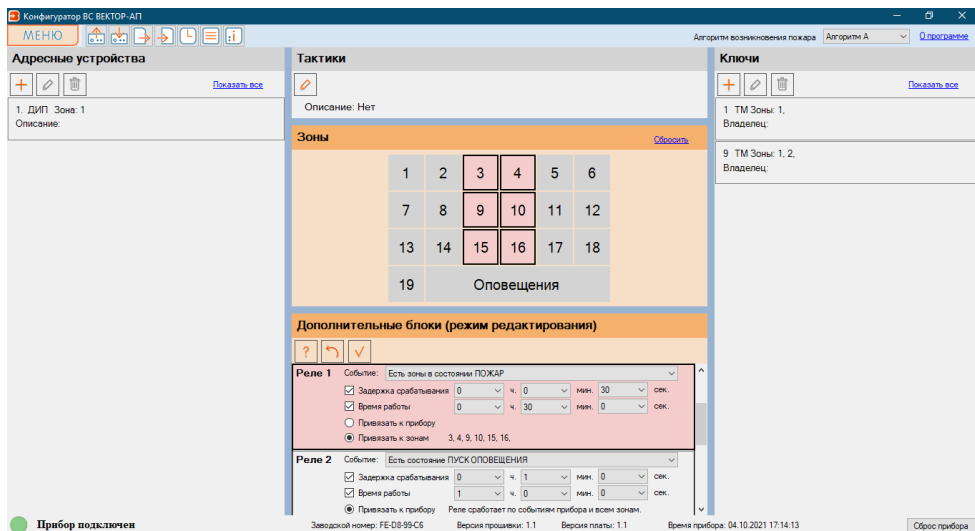 Конфигуратор ВС ВЕКТОР-АП
МЕНЮ
Алгоритм возникновения пожара Алгоритм А О программе
Адресные устройства
Показать все
1. ДИП Зона: 1
Описание:
Тактики
Описание: Нет
Зоны Сбросить
1 2 3 4 5 6
7 8 9 10 11 12
13 14 15 16 17 18
19 Оповещения
Дополнительные блоки (режим редактирования)
?
Реле 1 Событие: Есть зоны в состоянии ПОЖАР
Задержка срабатывания 0 ч. 0 мин. 30 сек.
Время работы 0 ч. 30 мин. 0 сек.
Привязать к прибору
Привязать к зонам 3, 4, 9, 10, 15, 16,
Реле 2 Событие: Есть состояние ПУСК ОПОВЕЩЕНИЯ
Задержка срабатывания 0 ч. 1 мин. 0 сек.
Время работы 1 ч. 0 мин. 0 сек.
Привязать к прибору Реле сработает по событиям прибора и всем зонам.
Ключи
Показать все
1 ТМ Зоны: 1,
Владелец:
9 ТМ Зоны: 1, 2,
Владелец:
Прибор подключен Заводской номер: FE-D8-99-C6 Версия прошивки: 1.1 Версия платы: 1.1 Время прибора: 04.10.2021 17:14:13 Сброс прибора